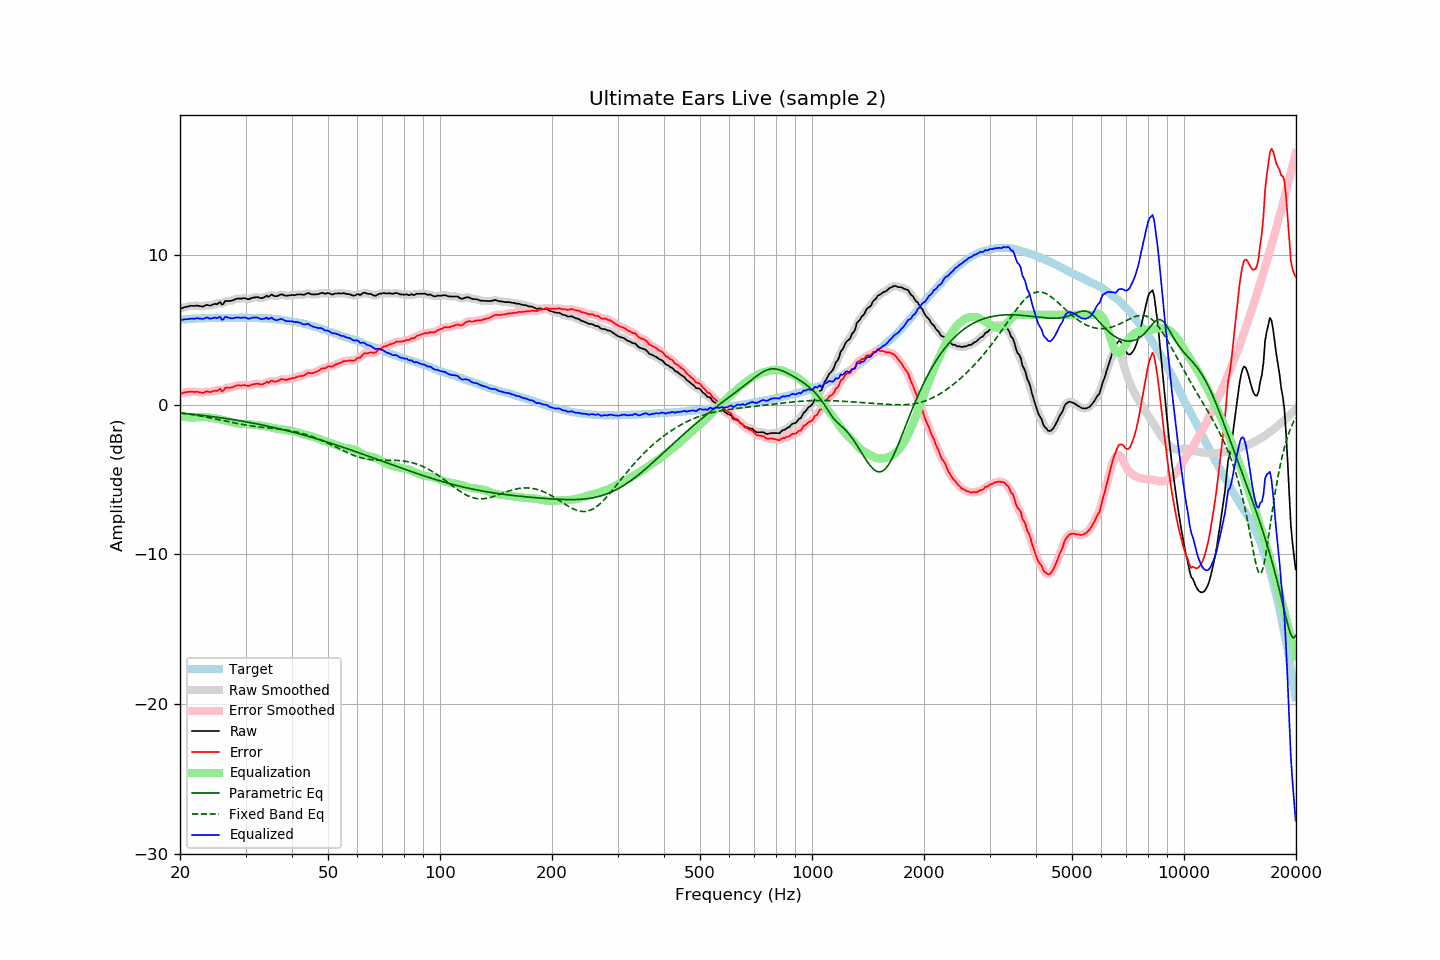 Ultimate Ears Live (sample 2)
Amplitude (dBr)
10
0
−10
−20
−30
Target
Raw Smoothed
Error Smoothed
Raw
Error
Equalization
Parametric Eq
Fixed Band Eq
Equalized
20 50 100 200 500 1000 2000 5000 10000 20000
Frequency (Hz)